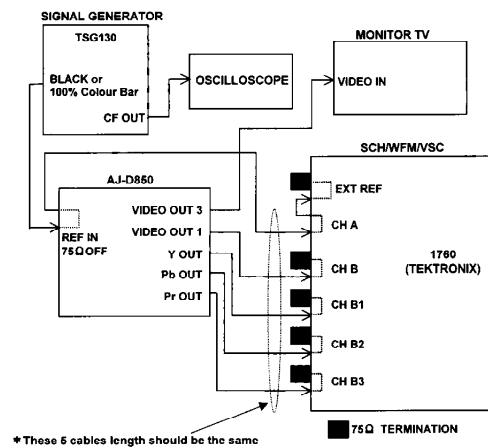 SIGNAL GENERATOR
TSG130
BLACK or
100% Colour Bar
CF OUT
OSCILLOSCOPE
MONITOR TV
VIDEO IN
SCH/WFM/VSC
EXT REF
CH A
1760
(TEKTRONIX)
CH B
CH B1
CH B2
CH B3
AJ-D850
REF IN
75Ω OFF
VIDEO OUT 3
VIDEO OUT 1
Y OUT
Pb OUT
Pr OUT
* These 5 cables length should be the same
75Ω TERMINATION